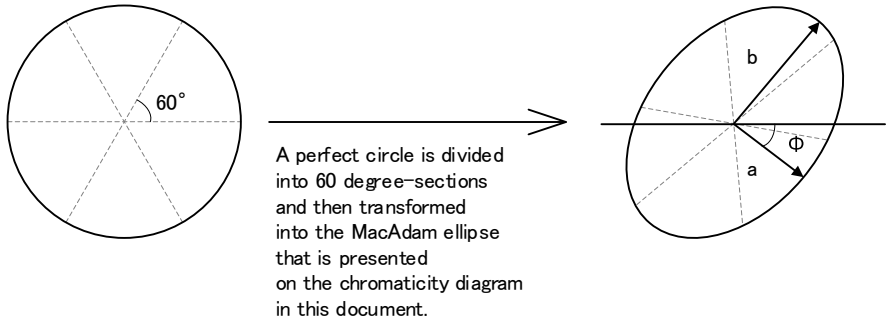 60°
A perfect circle is divided
into 60 degree-sections
and then transformed
into the MacAdam ellipse
that is presented
on the chromaticity diagram
in this document.
b
Φ
a